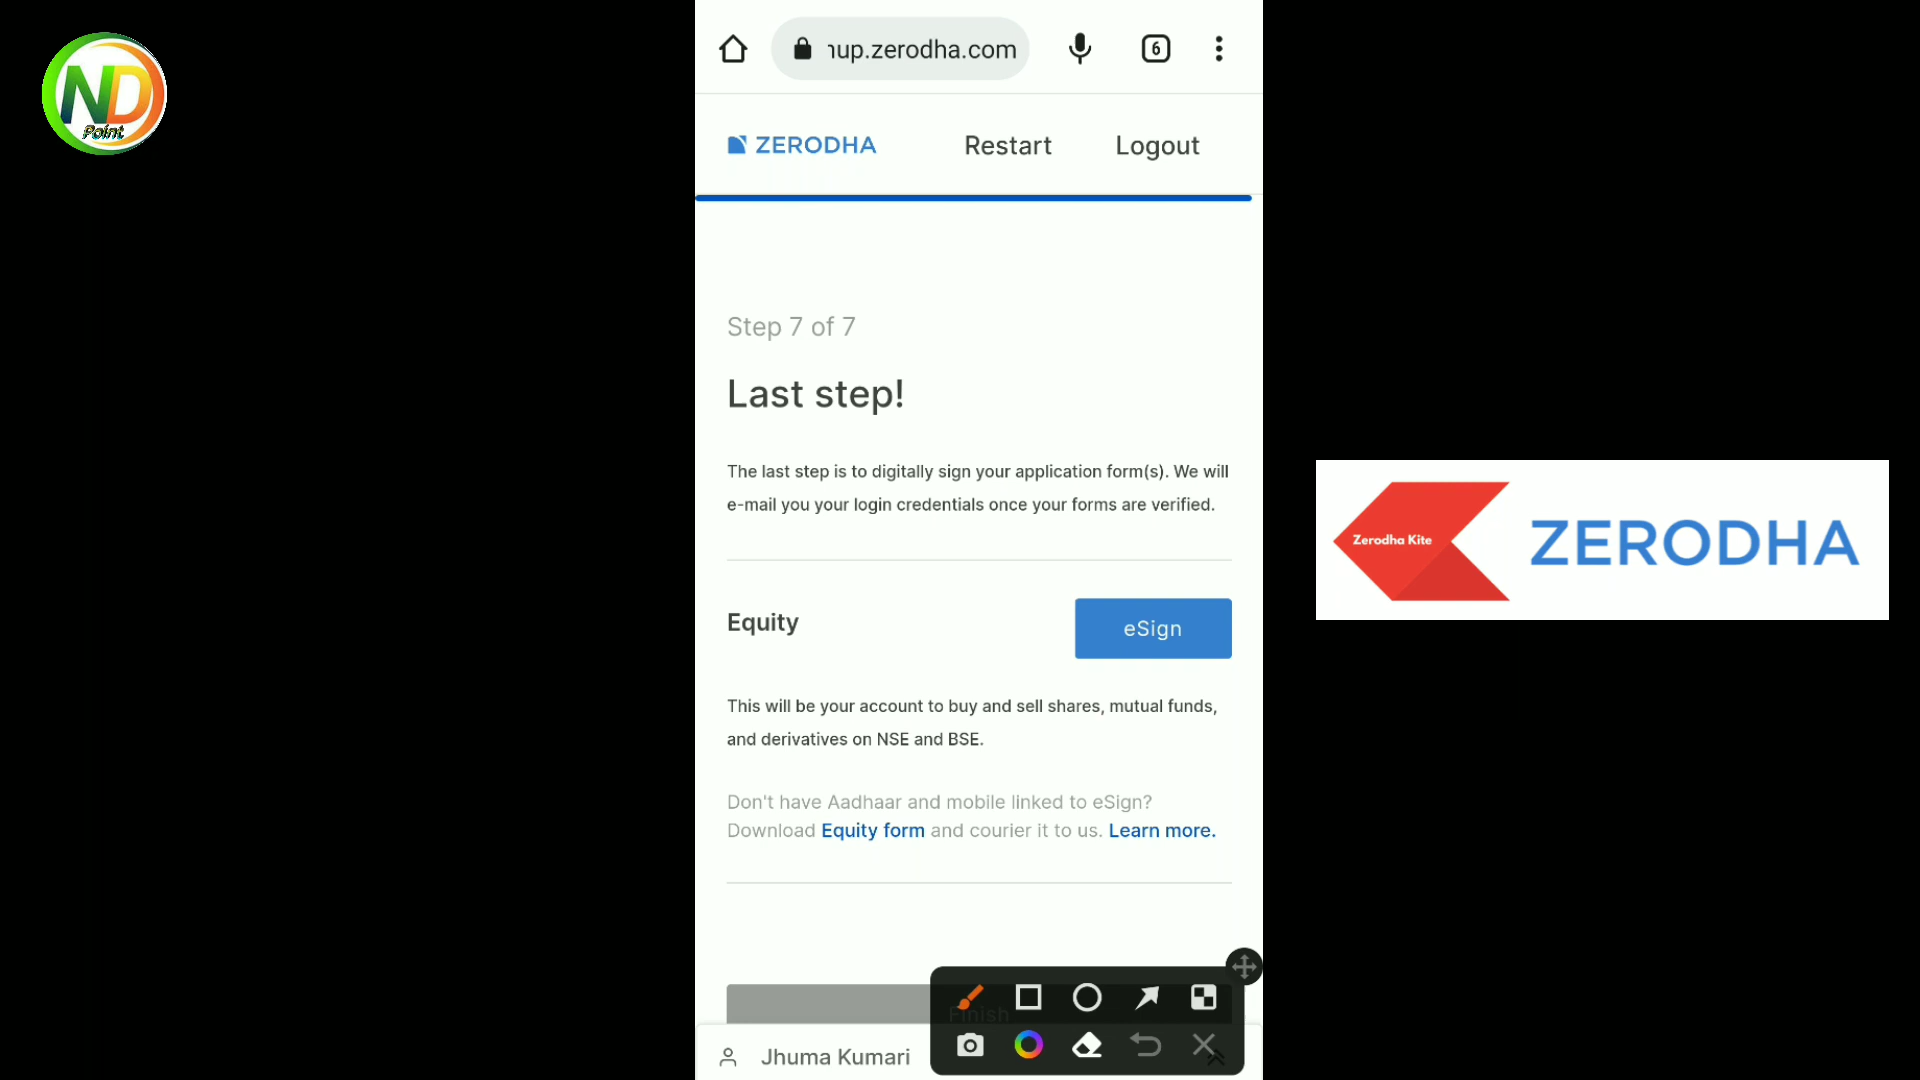 ND
Point
nup.zerodha.com
6
ZERODHA
Restart
Logout
Step 7 of 7
Last step!
The last step is to digitally sign your application form(s). We will
e-mail you your login credentials once your forms are verified.
Equity
eSign
This will be your account to buy and sell shares, mutual funds,
and derivatives on NSE and BSE.
Don't have Aadhaar and mobile linked to eSign?
Download Equity form and courier it to us. Learn more.
Finish
Jhuma Kumari
Zerodha Kite
ZERODHA